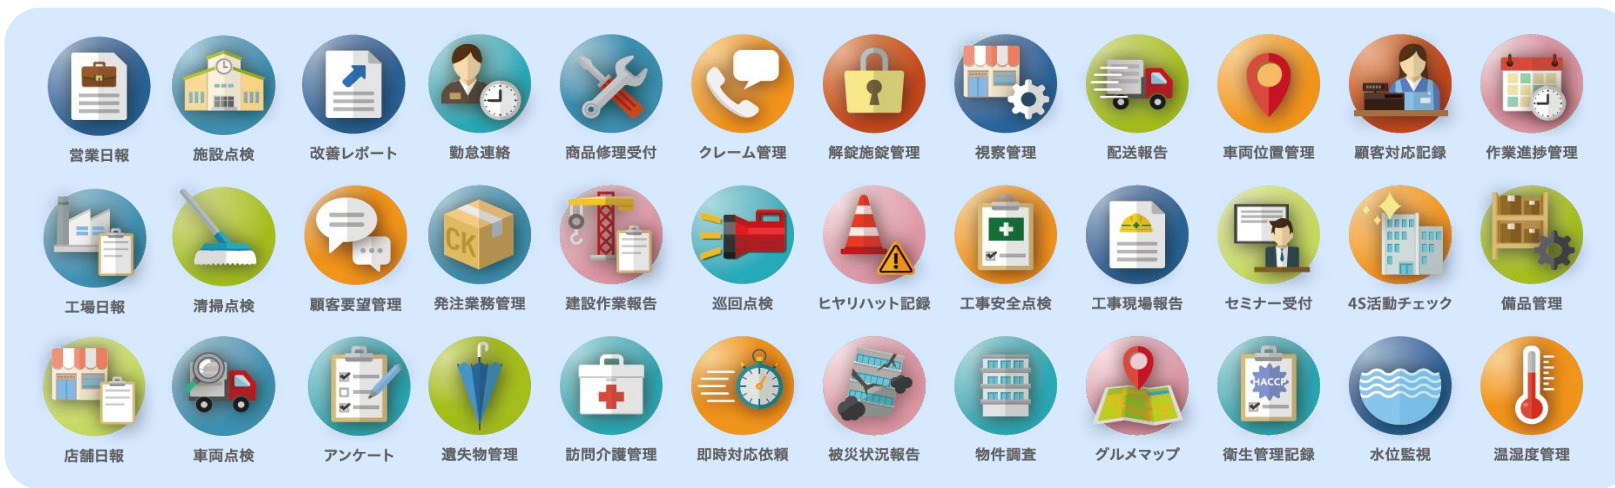 営業日報
施設点検
改善レポート
勤怠連絡
商品修理受付
クレーム管理
解錠施錠管理
視察管理
配送報告
車両位置管理
顧客対応記録
作業進捗管理
CK
工場日報
清掃点検
顧客要望管理
発注業務管理
建設作業報告
巡回点検
ヒヤリハット記録
工事安全点検
工事現場報告
セミナー受付
4S活動チェック
備品管理
HACCP
店舗日報
車両点検
アンケート
遺失物管理
訪問介護管理
即時対応依頼
被災状況報告
物件調査
グルメマップ
衛生管理記録
水位監視
温湿度管理